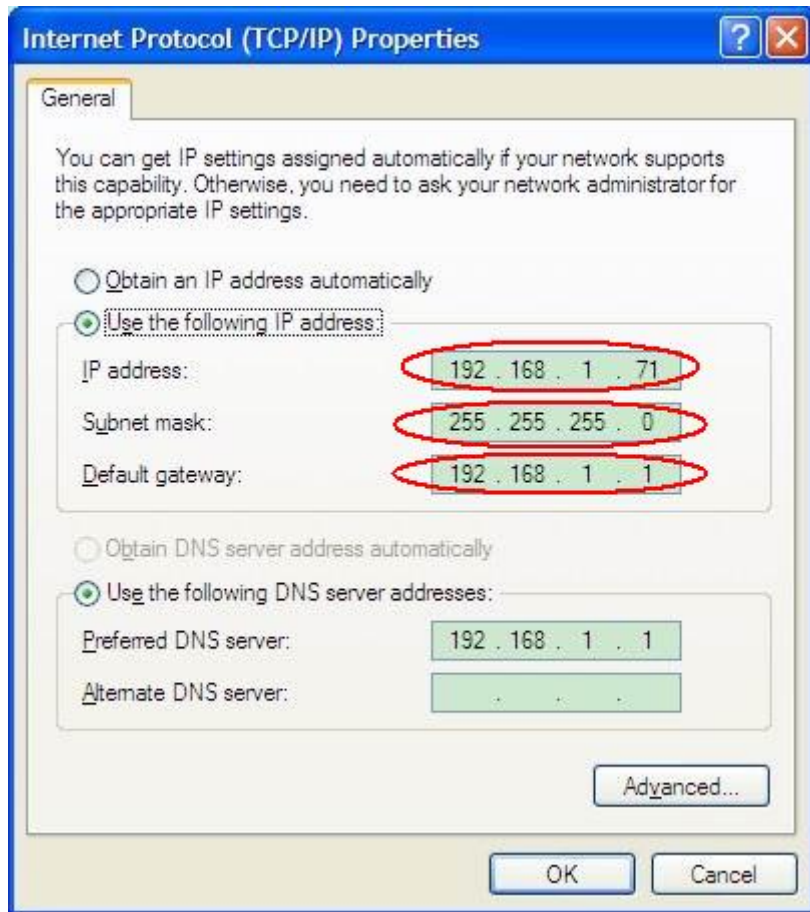 Internet Protocol (TCP/IP) Properties
General
You can get IP settings assigned automatically if your network supports
this capability. Otherwise, you need to ask your network administrator for
the appropriate IP settings.
Obtain an IP address automatically
Use the following IP address:
IP address: 192 . 168 . 1 . 71
Subnet mask: 255 . 255 . 255 . 0
Default gateway: 192 . 168 . 1 . 1
Obtain DNS server address automatically
Use the following DNS server addresses:
Preferred DNS server: 192 . 168 . 1 . 1
Alternate DNS server: . . .
Advanced...
OK Cancel